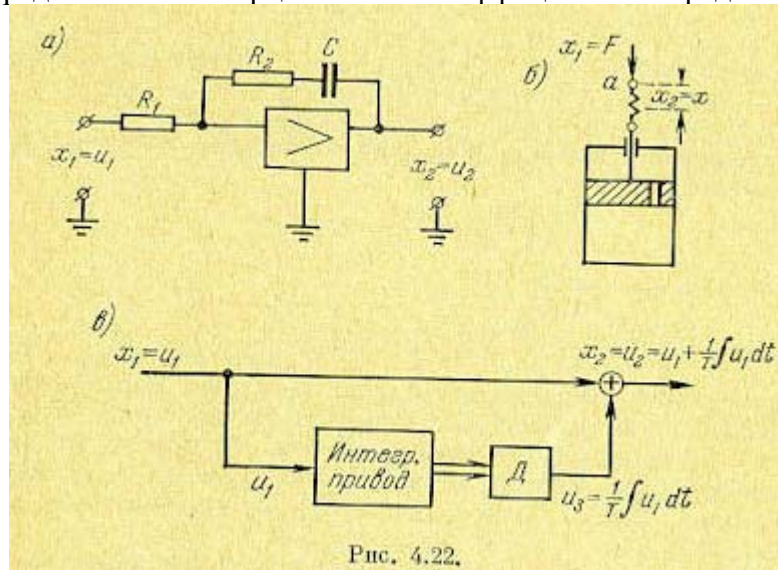 а)
R₂
C
R₁
x₁=u₁
x₂=u₂
б)
x₁=F
a
x₂=x
в)
x₁=u₁
x₂=u₂=u₁+1/T∫u₁dt
u₁
Интегр.
привод
Д
u₃=1/T∫u₁dt
Рис. 4.22.